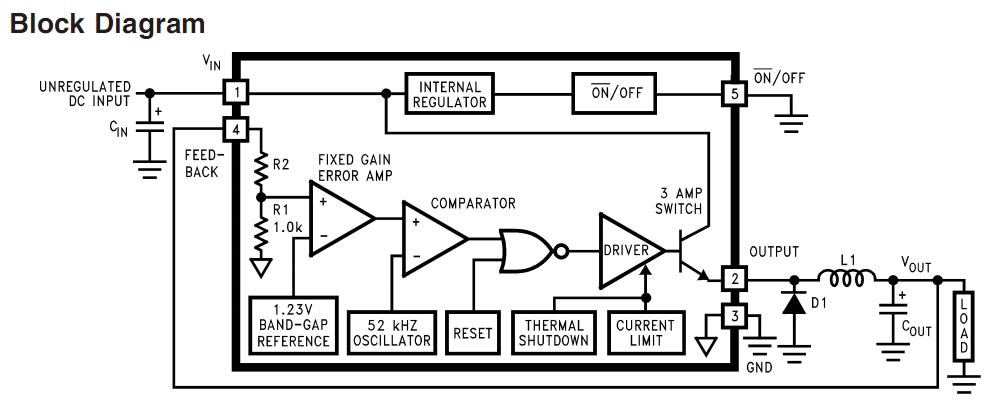 Block Diagram
VIN
UNREGULATED
DC INPUT
CIN
+
1
4
FEED-
BACK
R2
R1
1.0k
FIXED GAIN
ERROR AMP
+
−
COMPARATOR
+
−
INTERNAL
REGULATOR
ON/OFF
5
ON/OFF
3 AMP
SWITCH
DRIVER
1.23V
BAND-GAP
REFERENCE
52 kHZ
OSCILLATOR
RESET
THERMAL
SHUTDOWN
CURRENT
LIMIT
OUTPUT
2
3
GND
D1
L1
VOUT
+
COUT
LOAD